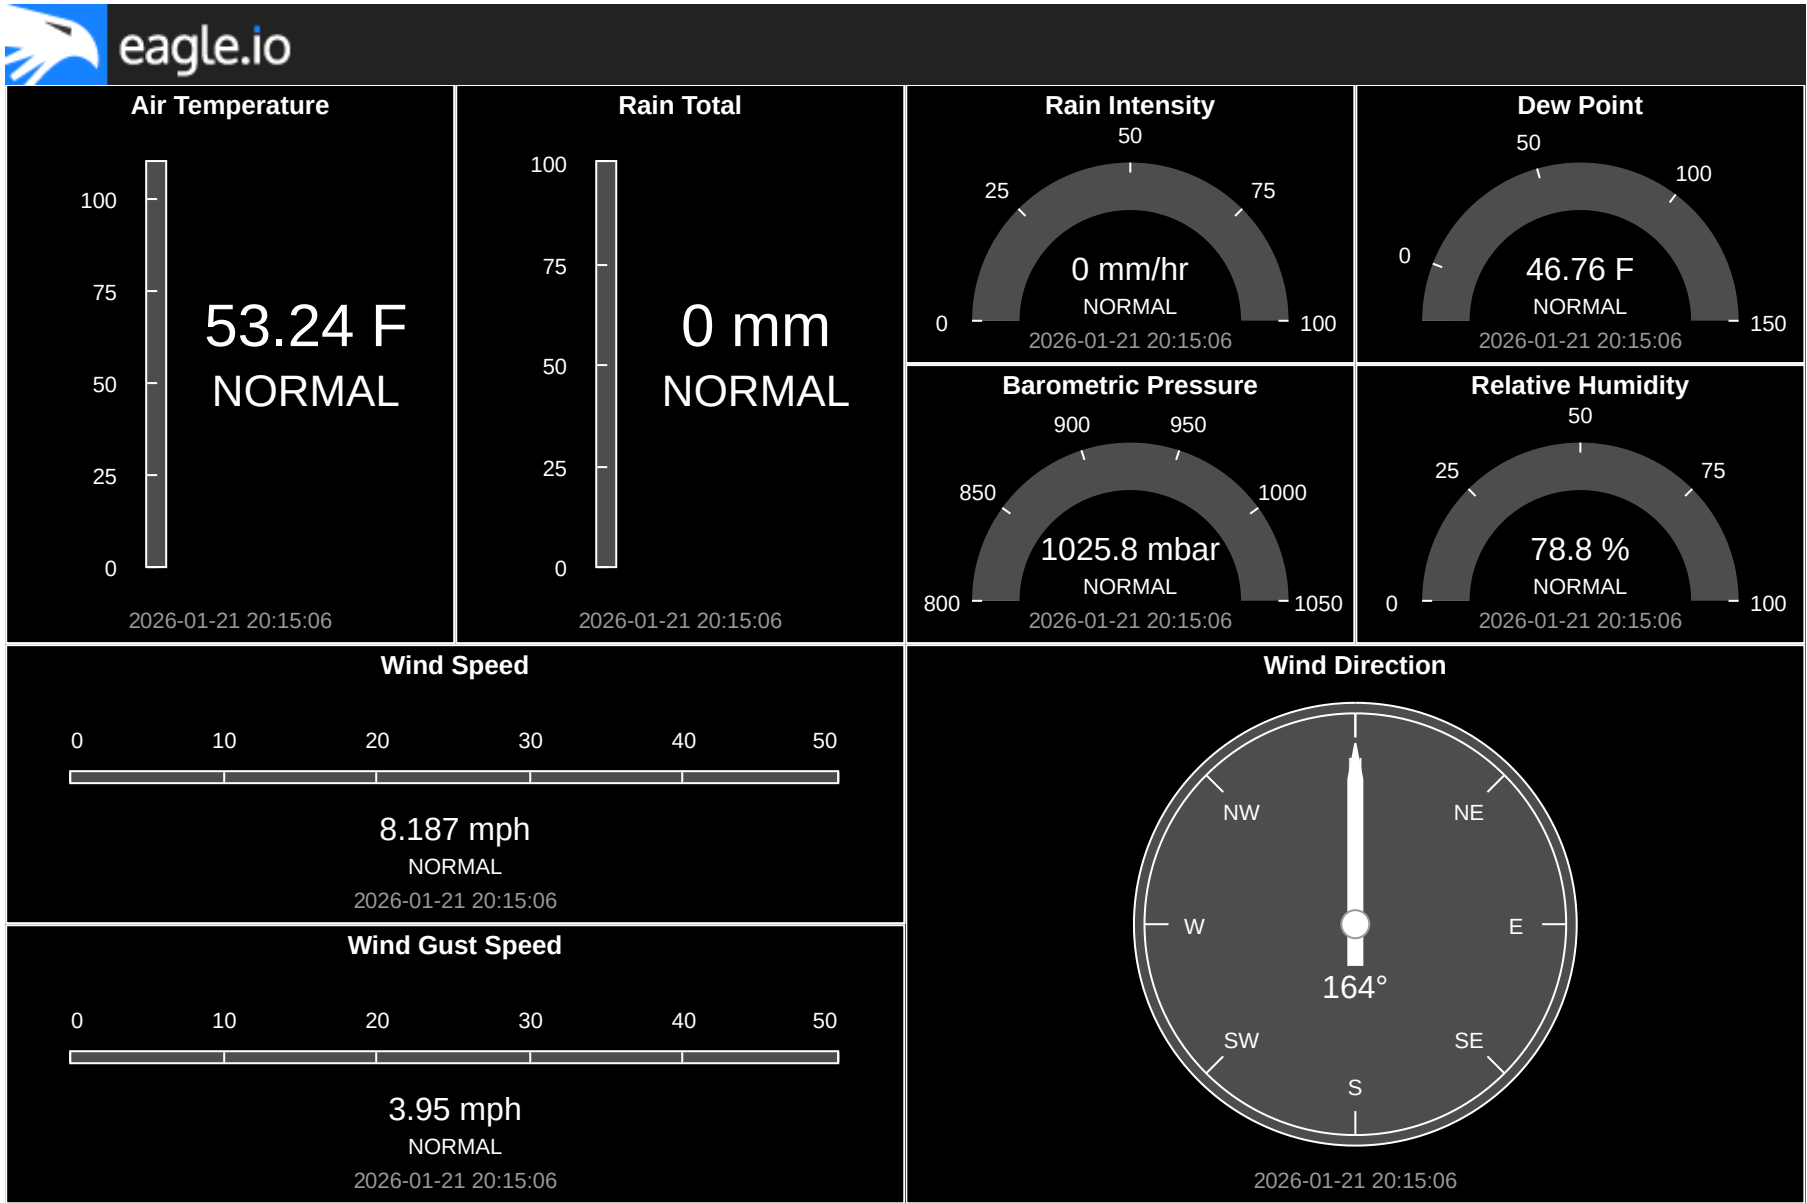 eagle.io
Air Temperature
100
75
50
25
0
53.24 F
NORMAL
2026-01-21 20:15:06
Rain Total
100
75
50
25
0
0 mm
NORMAL
2026-01-21 20:15:06
Rain Intensity
0
25
50
75
100
0 mm/hr
NORMAL
2026-01-21 20:15:06
Dew Point
0
50
100
150
46.76 F
NORMAL
2026-01-21 20:15:06
Barometric Pressure
800
850
900
950
1000
1050
1025.8 mbar
NORMAL
2026-01-21 20:15:06
Relative Humidity
0
25
50
75
100
78.8 %
NORMAL
2026-01-21 20:15:06
Wind Speed
0 10 20 30 40 50
8.187 mph
NORMAL
2026-01-21 20:15:06
Wind Gust Speed
0 10 20 30 40 50
3.95 mph
NORMAL
2026-01-21 20:15:06
Wind Direction
NW NE
W E
164°
SW SE
S
2026-01-21 20:15:06